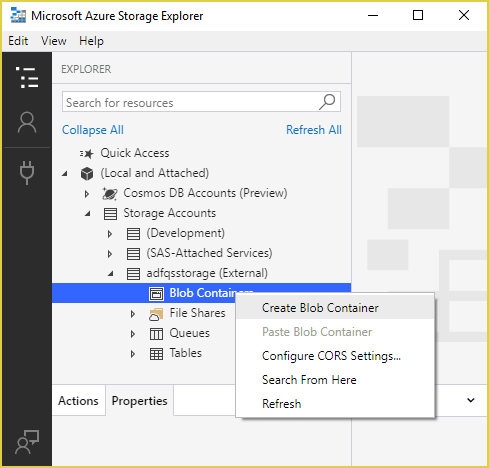 Microsoft Azure Storage Explorer
Edit View Help
EXPLORER
Search for resources
Collapse All Refresh All
Quick Access
(Local and Attached)
Cosmos DB Accounts (Preview)
Storage Accounts
(Development)
(SAS-Attached Services)
adfqsstorage (External)
Blob Containers
File Shares
Queues
Tables
Create Blob Container
Paste Blob Container
Configure CORS Settings...
Search From Here
Refresh
Actions Properties